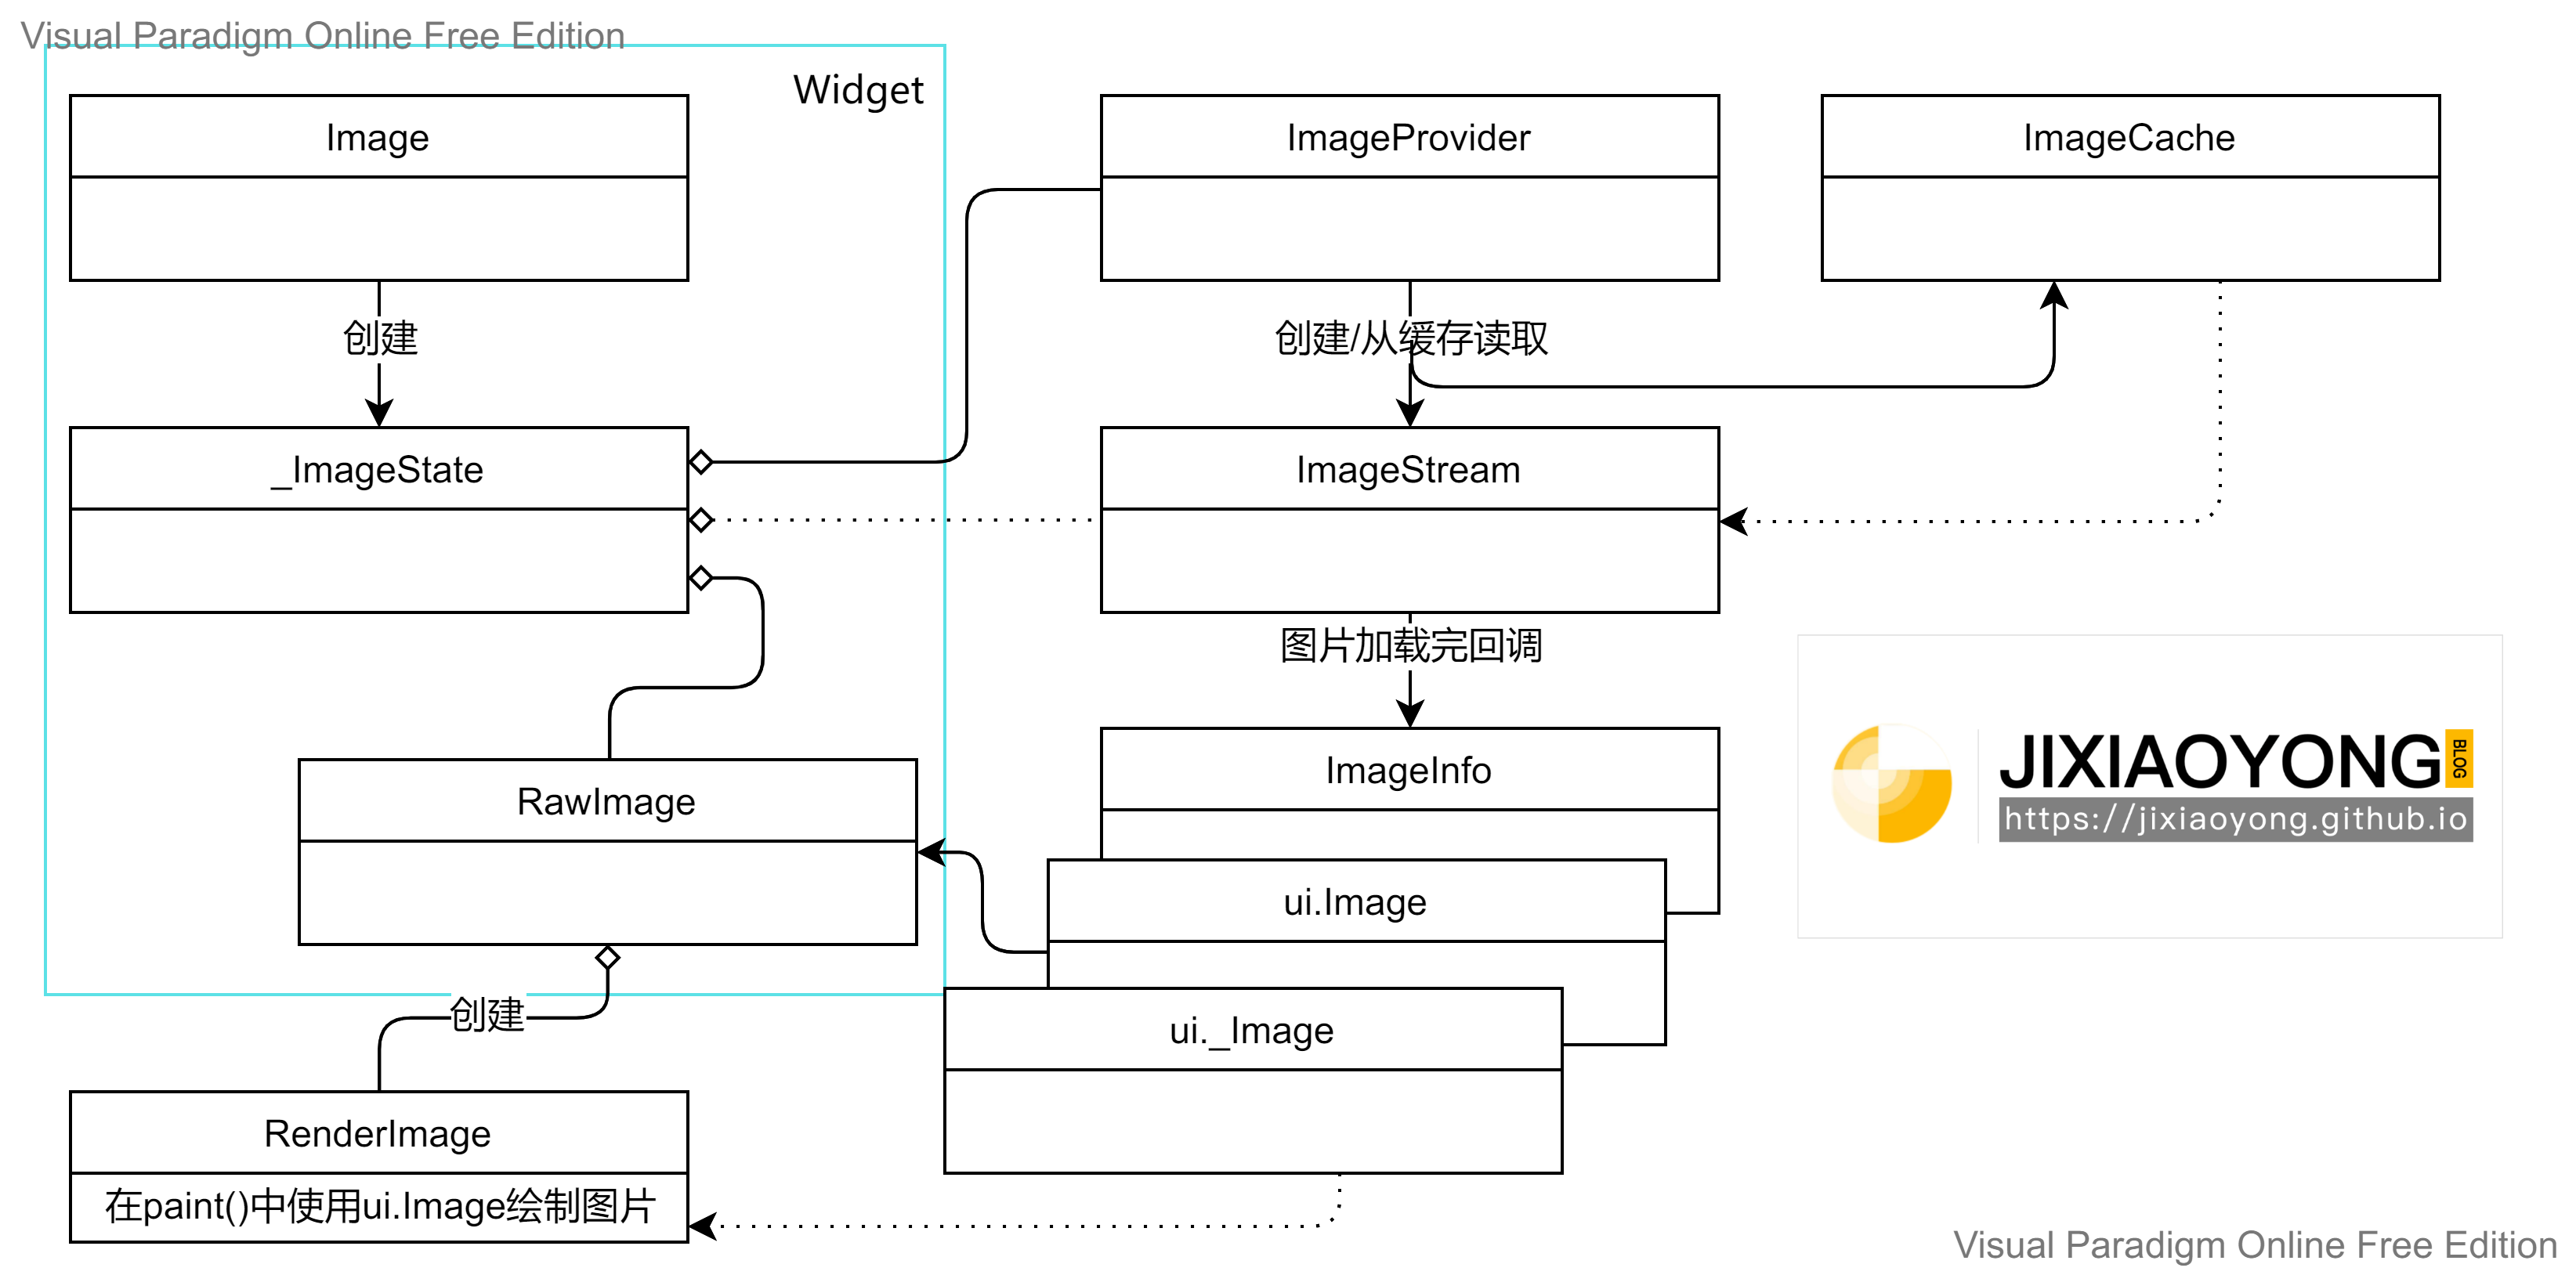 Visual Paradigm Online Free Edition
Widget
Image
ImageProvider
ImageCache
创建
创建/从缓存读取
_ImageState
ImageStream
图片加载完回调
RawImage
ImageInfo
JIXIAOYONG
BLOG
https://jixiaoyong.github.io
ui.Image
创建
ui._Image
RenderImage
在paint()中使用ui.Image绘制图片
Visual Paradigm Online Free Edition